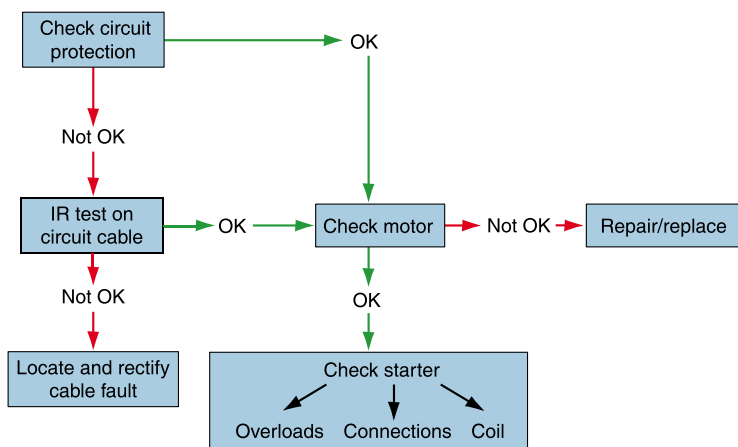 Check circuit
protection
OK
Not OK
IR test on
circuit cable
OK
Check motor
Not OK
Repair/replace
Not OK
OK
Locate and rectify
cable fault
Check starter
Overloads
Connections
Coil